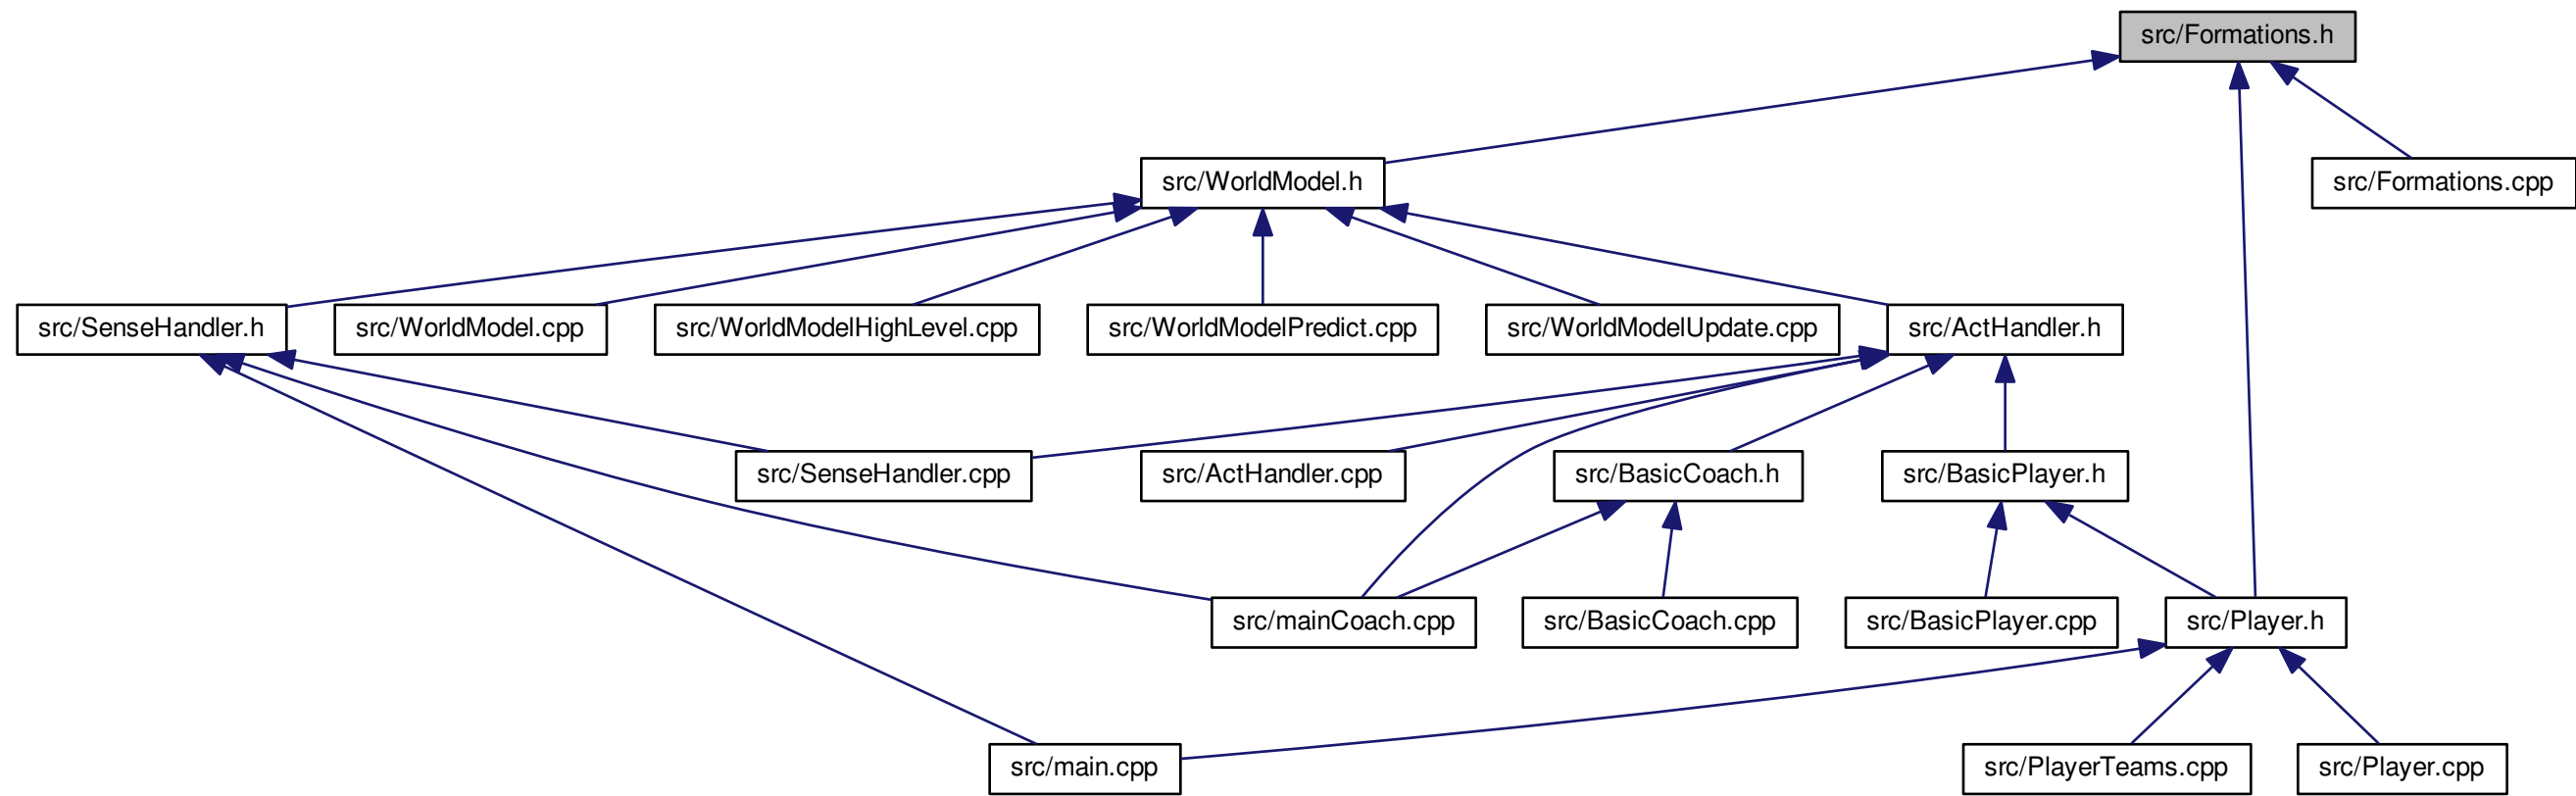 src/Formations.h
src/WorldModel.h
src/Formations.cpp
src/SenseHandler.h
src/WorldModel.cpp
src/WorldModelHighLevel.cpp
src/WorldModelPredict.cpp
src/WorldModelUpdate.cpp
src/ActHandler.h
src/SenseHandler.cpp
src/ActHandler.cpp
src/BasicCoach.h
src/BasicPlayer.h
src/mainCoach.cpp
src/BasicCoach.cpp
src/BasicPlayer.cpp
src/Player.h
src/main.cpp
src/PlayerTeams.cpp
src/Player.cpp